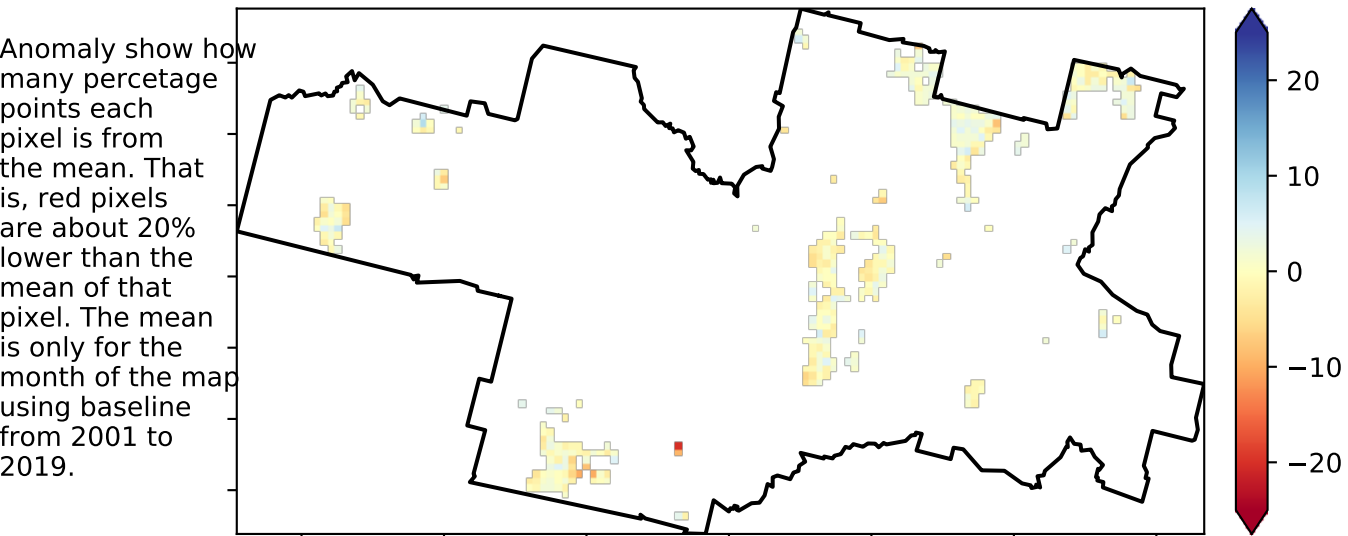 Anomaly show how
many percetage
points each
pixel is from
the mean. That
is, red pixels
are about 20%
lower than the
mean of that
pixel. The mean
is only for the
month of the map
using baseline
from 2001 to
2019.
20
10
0
−10
−20